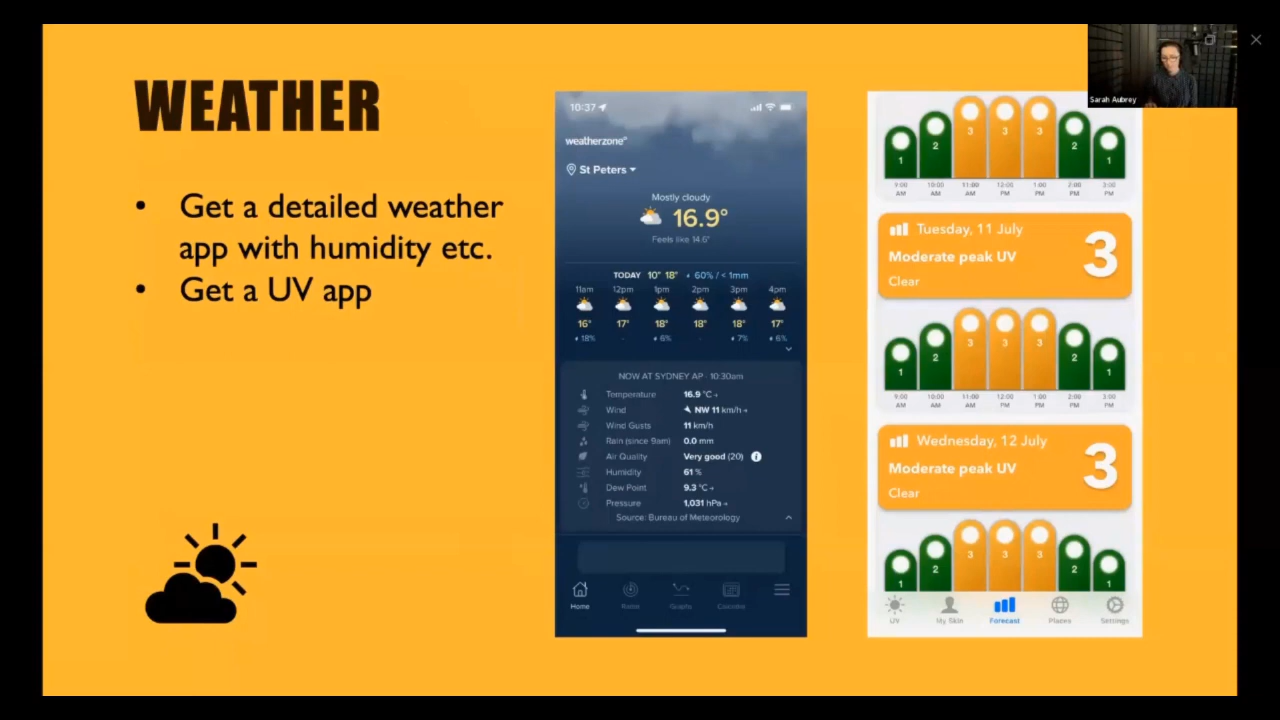 WEATHER
• Get a detailed weather
app with humidity etc.
• Get a UV app
10:37
weatherzone
St Peters
Mostly cloudy
16.9°
Feels like 14.6°
TODAY 10° 18° 60% / < 1mm
11am 12pm 1pm 2pm 3pm 4pm
16° 17° 18° 18° 18° 17°
18% - 6% - 7% 6%
NOW AT SYDNEY AP - 10:30am
Temperature 16.9 °C
Wind NW 11 km/h
Wind Gusts 11 km/h
Rain (since 9am) 0.0 mm
Air Quality Very good (20) i
Humidity 61 %
Dew Point 9.3 °C
Pressure 1,031 hPa
Source: Bureau of Meteorology
Home Radar Graphs Calendar
1 2 3 3 3 2 1
9:00 AM 10:00 AM 11:00 AM 12:00 PM 1:00 PM 2:00 PM 3:00 PM
Tuesday, 11 July
Moderate peak UV
Clear
3
1 2 3 3 3 2 1
9:00 AM 10:00 AM 11:00 AM 12:00 PM 1:00 PM 2:00 PM 3:00 PM
Wednesday, 12 July
Moderate peak UV
Clear
3
1 2 3 3 3 2 1
UV My Skin Forecast Places Settings
Sarah Aubrey